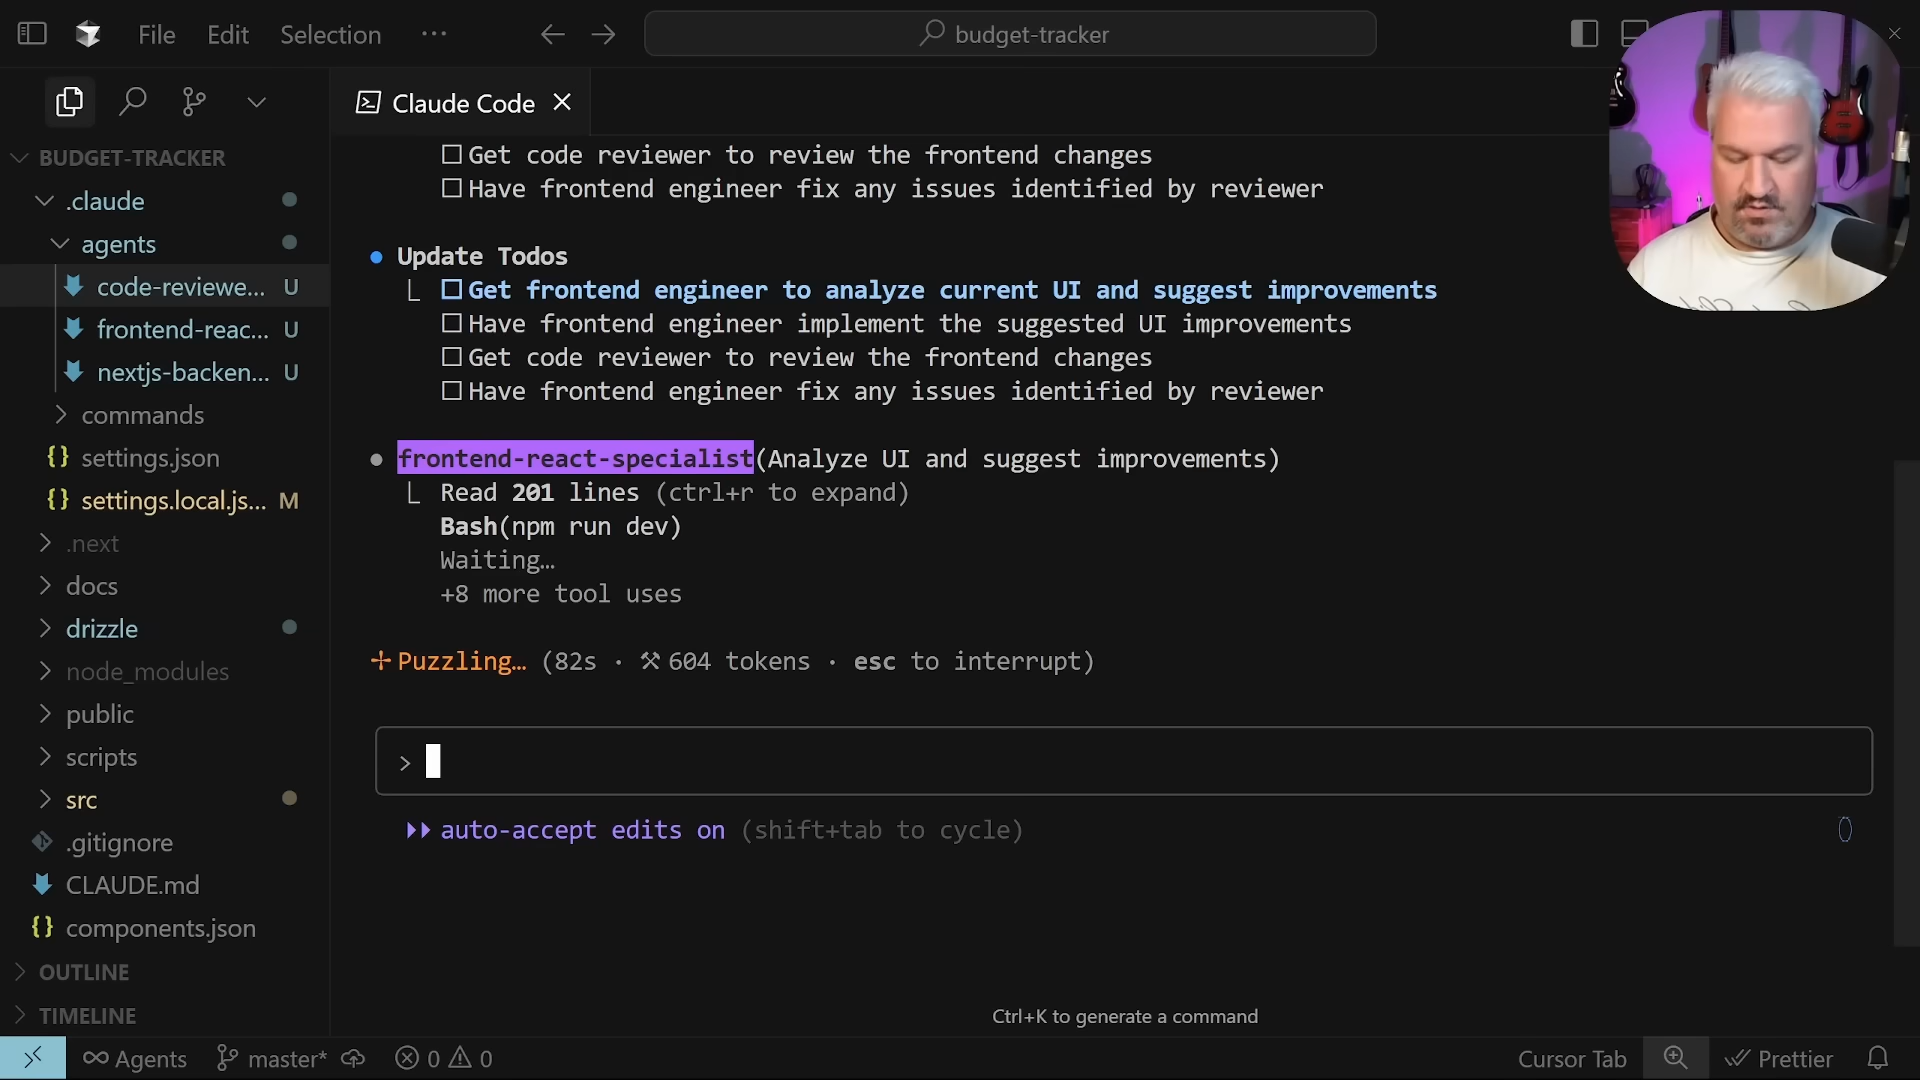 File Edit Selection ···
budget-tracker
Claude Code
BUDGET-TRACKER
.claude
agents
code-reviewe... U
frontend-reac... U
nextjs-backen... U
commands
{} settings.json
{} settings.local.js... M
.next
docs
drizzle
node_modules
public
scripts
src
.gitignore
CLAUDE.md
{} components.json
OUTLINE
TIMELINE
☐ Get code reviewer to review the frontend changes
☐ Have frontend engineer fix any issues identified by reviewer
● Update Todos
⎿ ☐ Get frontend engineer to analyze current UI and suggest improvements
☐ Have frontend engineer implement the suggested UI improvements
☐ Get code reviewer to review the frontend changes
☐ Have frontend engineer fix any issues identified by reviewer
● frontend-react-specialist(Analyze UI and suggest improvements)
⎿ Read 201 lines (ctrl+r to expand)
Bash(npm run dev)
Waiting…
+8 more tool uses
✢ Puzzling… (82s · ⚒ 604 tokens · esc to interrupt)
>
⏵⏵ auto-accept edits on (shift+tab to cycle)
Ctrl+K to generate a command
Agents master* 0 0 Cursor Tab Prettier